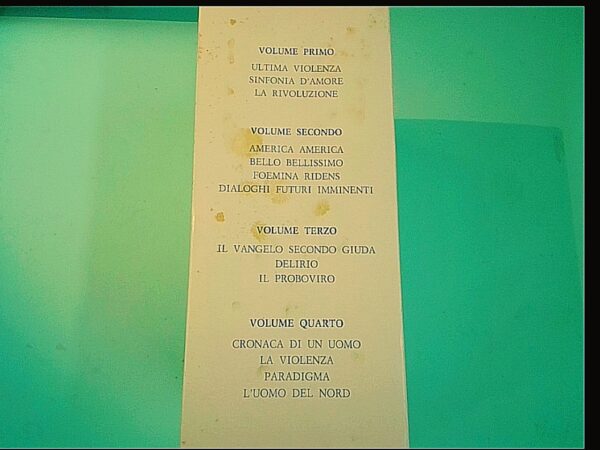 VOLUME PRIMO
ULTIMA VIOLENZA
SINFONIA D'AMORE
LA RIVOLUZIONE
VOLUME SECONDO
AMERICA AMERICA
BELLO BELLISSIMO
FOEMINA RIDENS
DIALOGHI FUTURI IMMINENTI
VOLUME TERZO
IL VANGELO SECONDO GIUDA
DELIRIO
IL PROBOVIRO
VOLUME QUARTO
CRONACA DI UN UOMO
LA VIOLENZA
PARADIGMA
L'UOMO DEL NORD